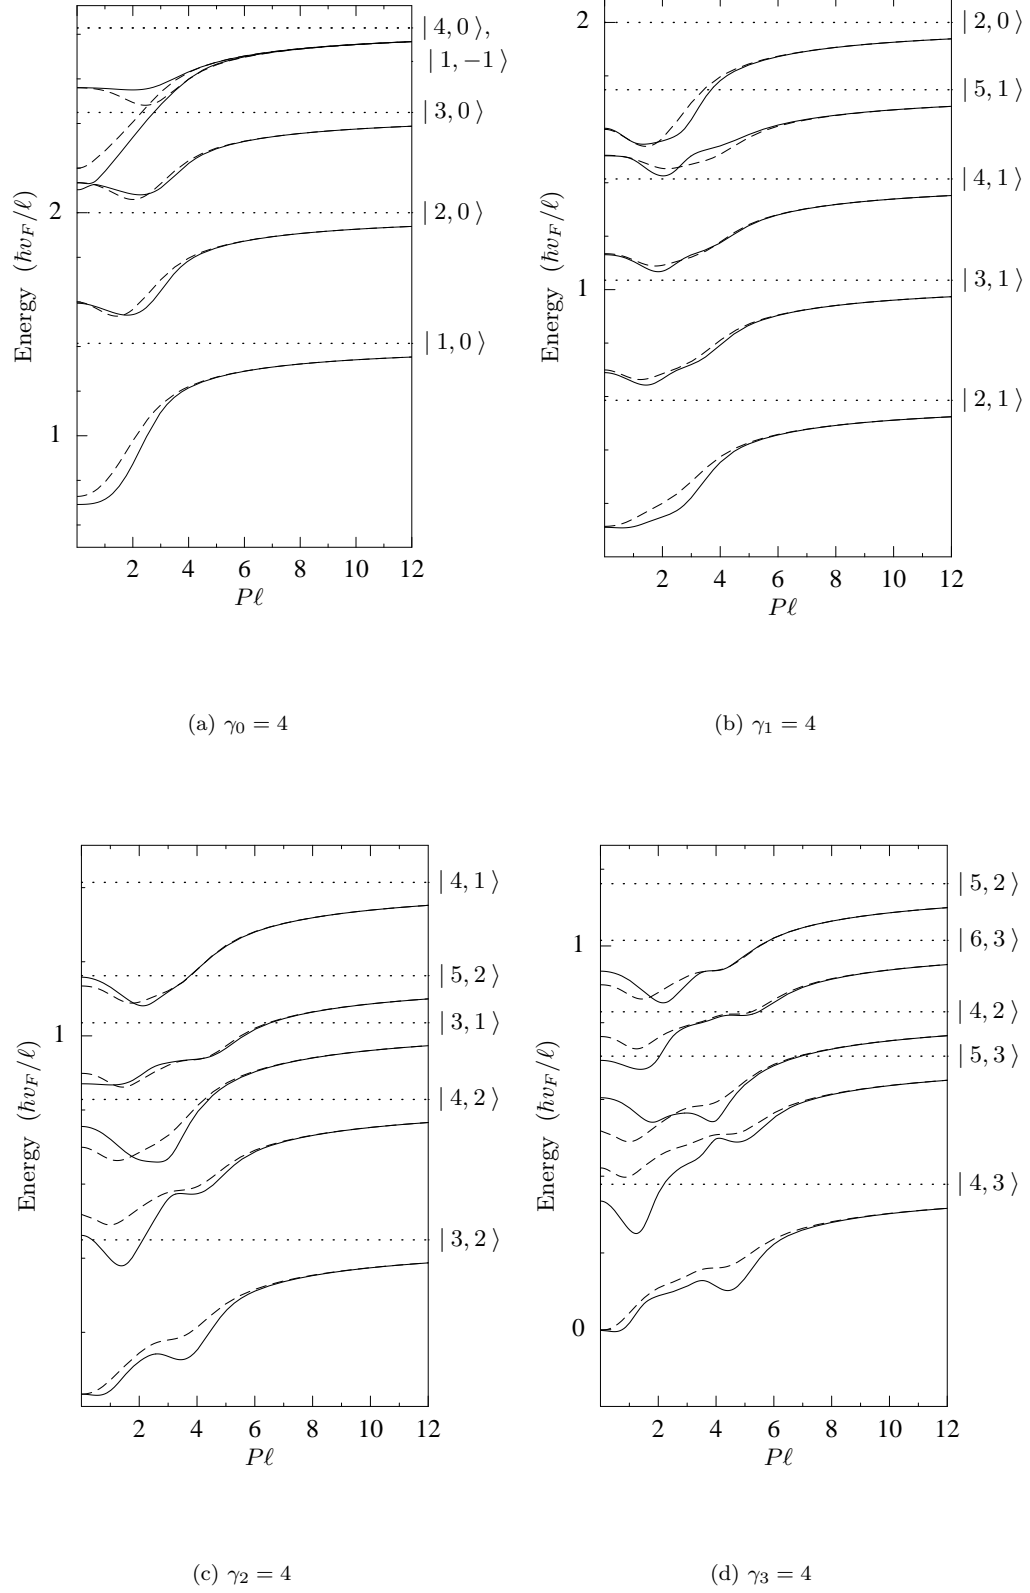 | 4, 0 ⟩,
| 1, −1 ⟩
| 3, 0 ⟩
| 2, 0 ⟩
| 1, 0 ⟩
2
1
Energy (ħv_F/ℓ)
2 4 6 8 10 12
Pℓ
(a) γ₀ = 4
| 2, 0 ⟩
| 5, 1 ⟩
| 4, 1 ⟩
| 3, 1 ⟩
| 2, 1 ⟩
2
1
Energy (ħv_F/ℓ)
2 4 6 8 10 12
Pℓ
(b) γ₁ = 4
| 4, 1 ⟩
| 5, 2 ⟩
| 3, 1 ⟩
| 4, 2 ⟩
| 3, 2 ⟩
1
Energy (ħv_F/ℓ)
2 4 6 8 10 12
Pℓ
(c) γ₂ = 4
| 5, 2 ⟩
| 6, 3 ⟩
| 4, 2 ⟩
| 5, 3 ⟩
| 4, 3 ⟩
1
0
Energy (ħv_F/ℓ)
2 4 6 8 10 12
Pℓ
(d) γ₃ = 4